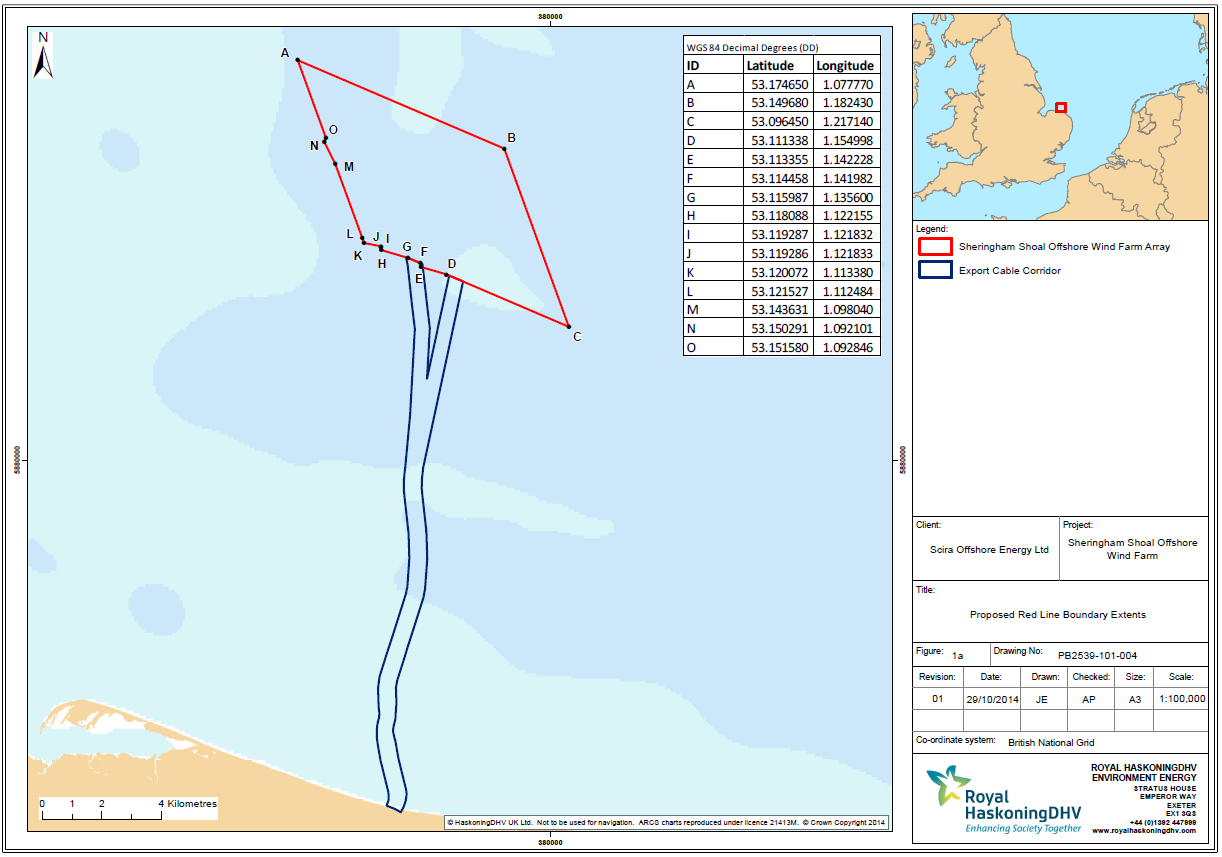 380000
N
A
O
N
M
B
L
J
I
K
H
G
F
E
D
C
WGS84 Decimal Degrees (DD)
ID Latitude Longitude
A 53.174650 1.077770
B 53.149680 1.182430
C 53.096450 1.217140
D 53.111338 1.154998
E 53.113355 1.142228
F 53.114458 1.141982
G 53.115987 1.135600
H 53.118088 1.122155
I 53.119287 1.121832
J 53.119286 1.121833
K 53.120072 1.113380
L 53.121527 1.112484
M 53.143631 1.098040
N 53.150291 1.092101
O 53.151580 1.092846
5880000
5880000
0 1 2 4 Kilometres
© HaskoningDHV UK Ltd. Not to be used for navigation. ARCS charts reproduced under licence 21413M. © Crown Copyright 2014
380000
Legend:
Sheringham Shoal Offshore Wind Farm Array
Export Cable Corridor
Client:
Scira Offshore Energy Ltd
Project:
Sheringham Shoal Offshore
Wind Farm
Title:
Proposed Red Line Boundary Extents
Figure: 1a Drawing No: PB2539-101-004
Revision: Date: Drawn: Checked: Size: Scale:
01 29/10/2014 JE AP A3 1:100,000
Co-ordinate system: British National Grid
Royal
HaskoningDHV
Enhancing Society Together
ROYAL HASKONINGDHV
ENVIRONMENT ENERGY
STRATUS HOUSE
EMPEROR WAY
EXETER
EX1 3QS
+44 (0)1392 447999
www.royalhaskoningdhv.com